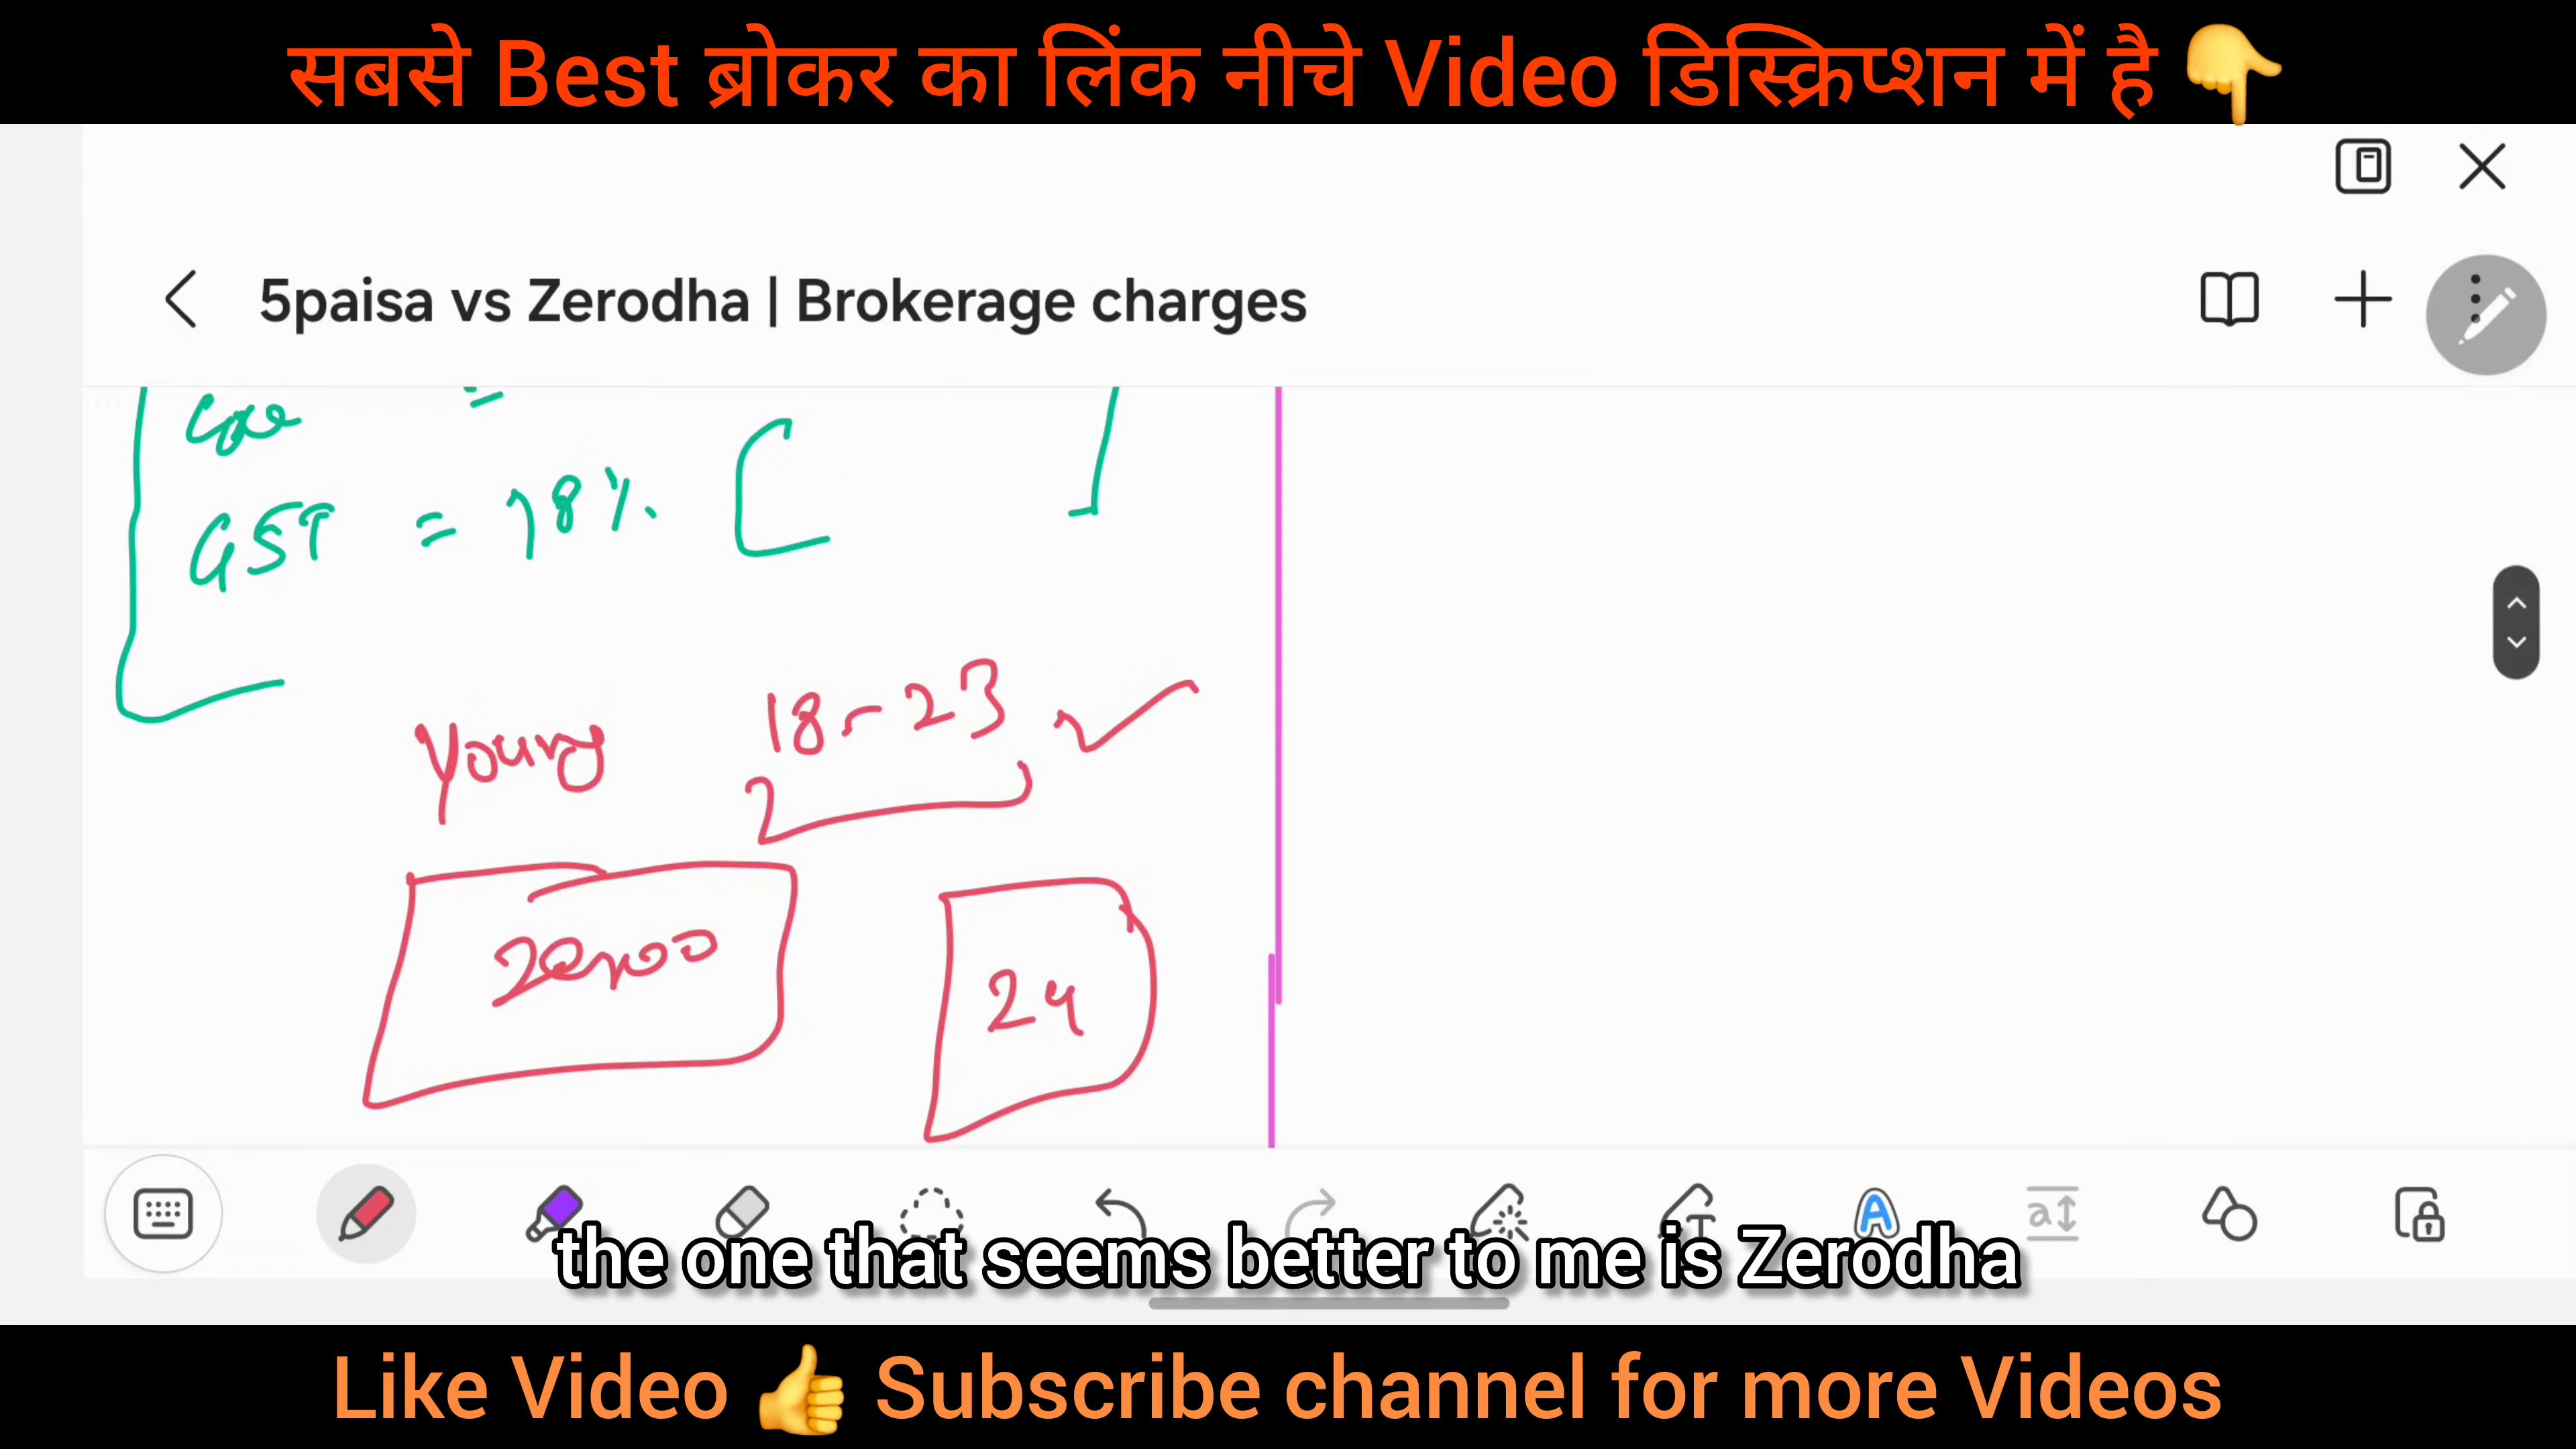 सबसे Best ब्रोकर का लिंक नीचे Video डिस्क्रिप्शन में है 👇
5paisa vs Zerodha | Brokerage charges
GST = 18% [ ]
Young 18-23 ✓
24
the one that seems better to me is Zerodha
Like Video 👍 Subscribe channel for more Videos